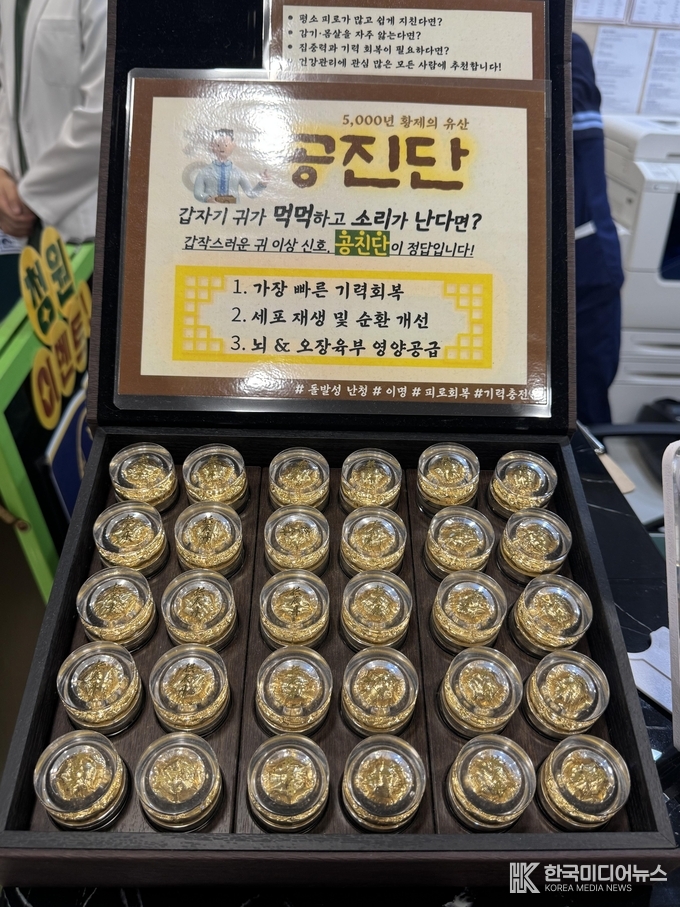 • 평소 피로가 많고 쉽게 지친다면?
• 감기·몸살을 자주 앓는다면?
• 집중력과 기력 회복이 필요하다면?
• 건강관리에 관심 많은 모든 사람에 추천합니다!
5,000년 황제의 유산
공진단
갑자기 귀가 먹먹하고 소리가 난다면?
갑작스러운 귀 이상 신호, 공진단이 정답입니다!
1. 가장 빠른 기력회복
2. 세포 재생 및 순환 개선
3. 뇌 & 오장육부 영양공급
# 돌발성 난청 # 이명 # 피로회복 #기력충전
청원
이벤트!
HK 한국미디어뉴스
KOREA MEDIA NEWS